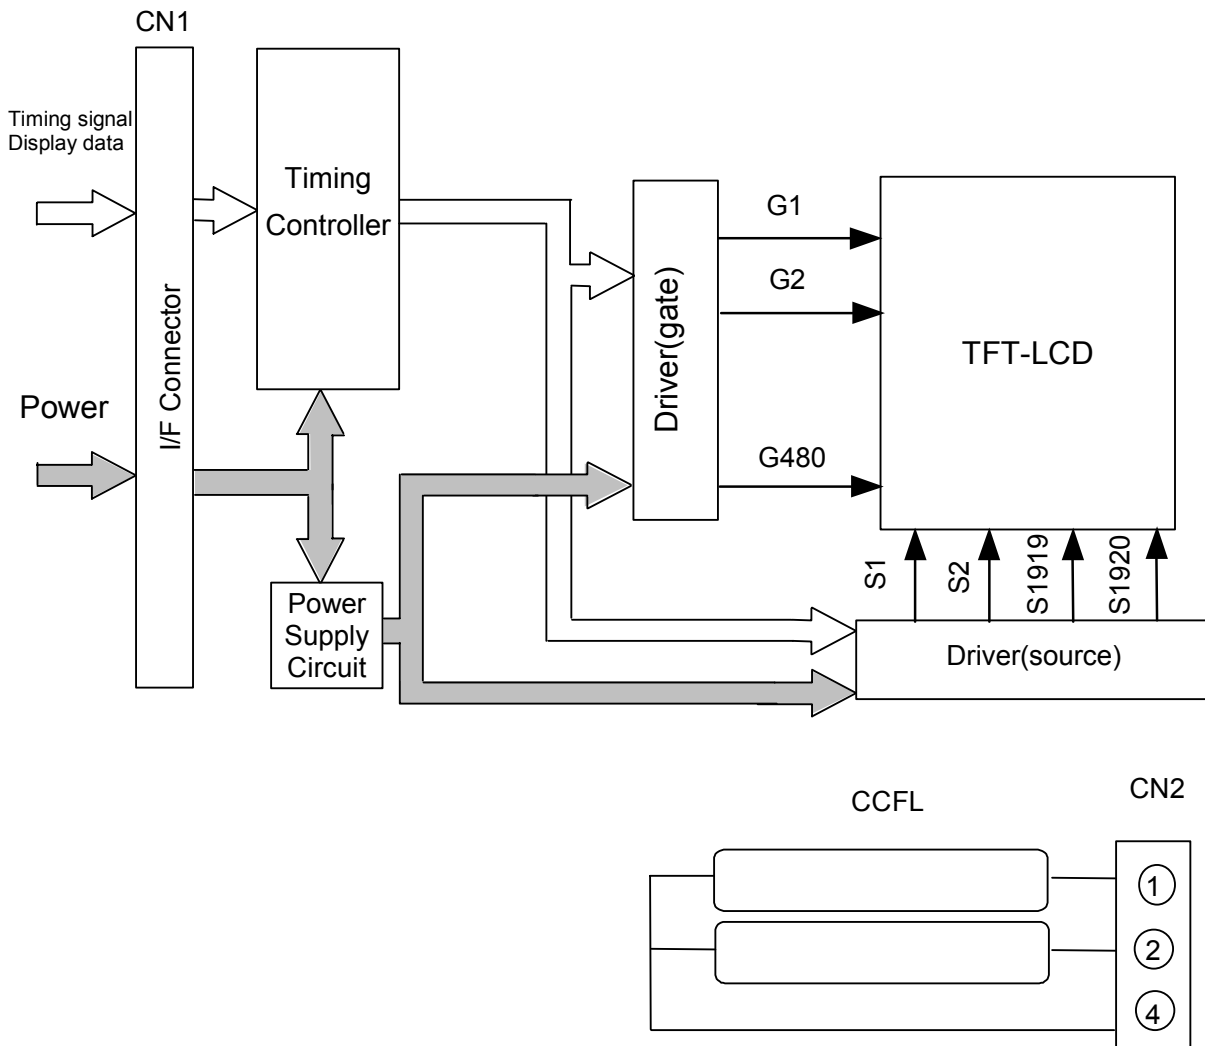 CN1
Timing signal
Display data
Timing
Controller
I/F Connector
Power
Driver(gate)
G1
G2
G480
TFT-LCD
S1
S2
S1919
S1920
Power
Supply
Circuit
Driver(source)
CCFL
CN2
1
2
4